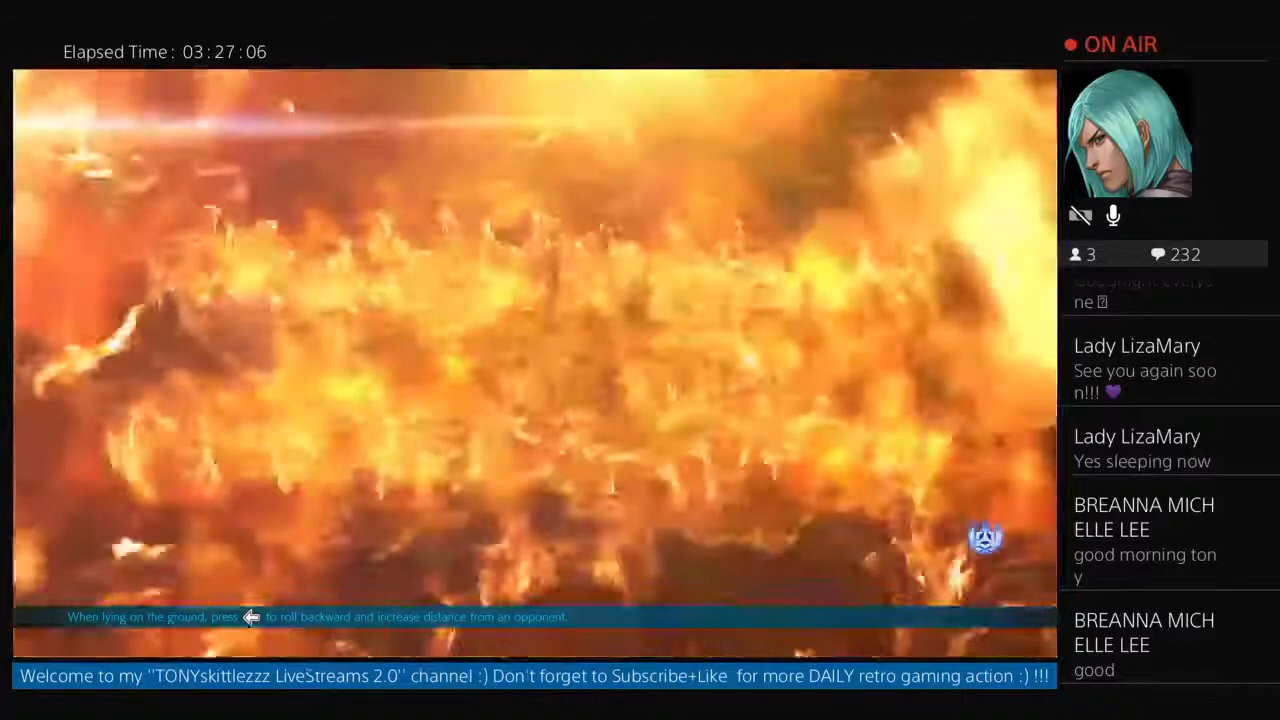 Elapsed Time: 03:27:06
ON AIR
3 232
ne
Lady LizaMary
See you again soo
n!!! 💜
Lady LizaMary
Yes sleeping now
BREANNA MICH
ELLE LEE
good morning ton
y
BREANNA MICH
ELLE LEE
good
When lying on the ground, press to roll backward and increase distance from an opponent.
Welcome to my ''TONYskittlezzz LiveStreams 2.0'' channel :) Don't forget to Subscribe+Like for more DAILY retro gaming action :) !!!